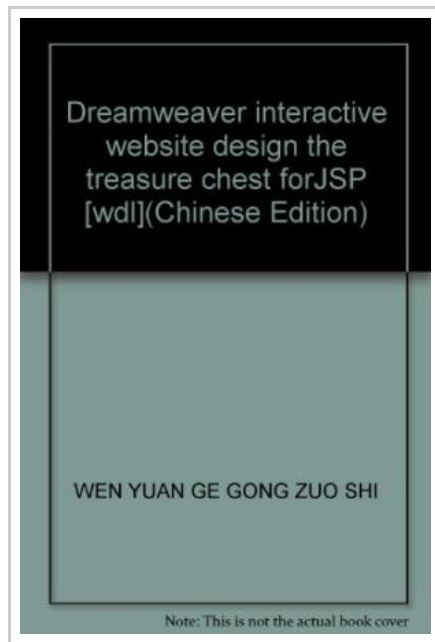 Dreamweaver interactive
website design the
treasure chest forJSP
[wdl](Chinese Edition)
WEN YUAN GE GONG ZUO SHI
Note: This is not the actual book cover